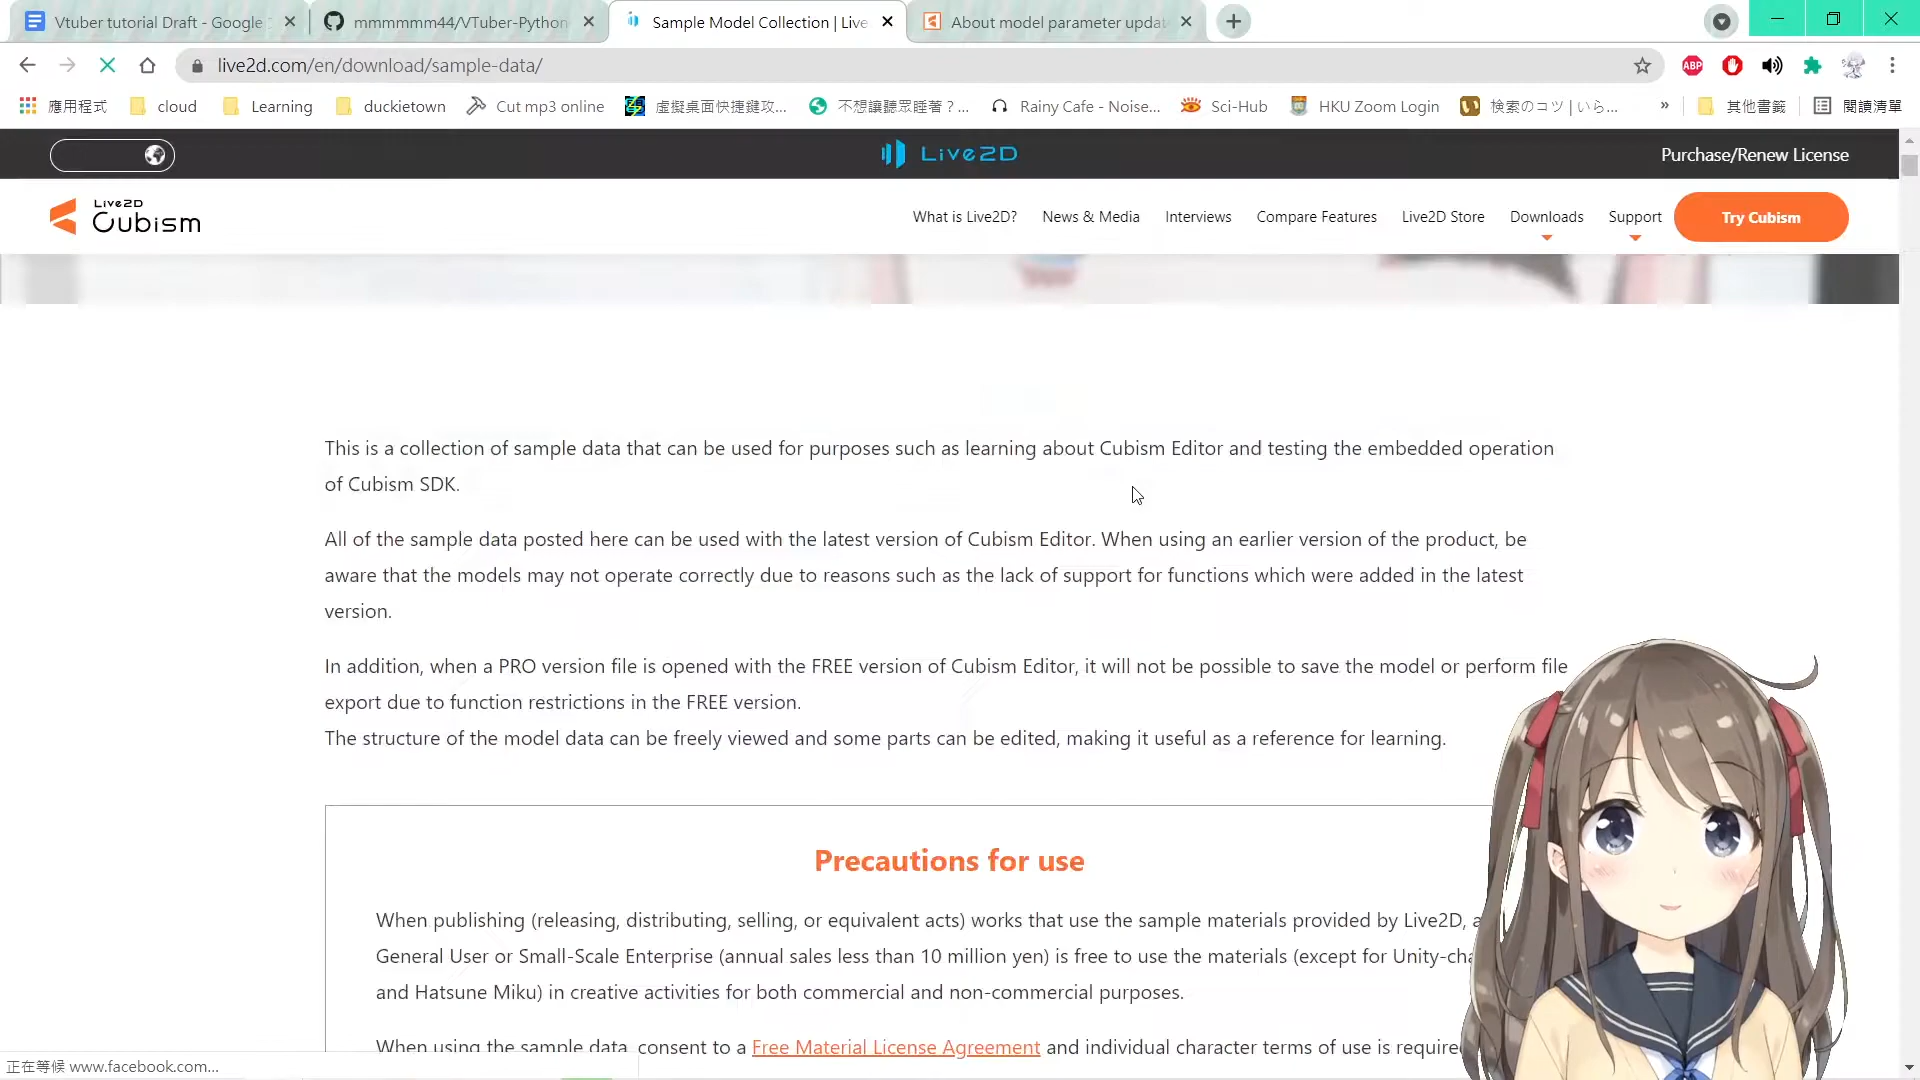 Vtuber tutorial Draft - Google
mmmmmm44/VTuber-Python
Sample Model Collection | Live
About model parameter updat
live2d.com/en/download/sample-data/
應用程式
cloud
Learning
duckietown
Cut mp3 online
虛擬桌面快捷鍵攻...
不想讓聽眾睡著？...
Rainy Cafe - Noise...
Sci-Hub
HKU Zoom Login
検索のコツ | いら...
»
其他書籤
閱讀清單
Live2D
Purchase/Renew License
Live2D
Cubism
What is Live2D?
News & Media
Interviews
Compare Features
Live2D Store
Downloads
Support
Try Cubism
This is a collection of sample data that can be used for purposes such as learning about Cubism Editor and testing the embedded operation
of Cubism SDK.
All of the sample data posted here can be used with the latest version of Cubism Editor. When using an earlier version of the product, be
aware that the models may not operate correctly due to reasons such as the lack of support for functions which were added in the latest
version.
In addition, when a PRO version file is opened with the FREE version of Cubism Editor, it will not be possible to save the model or perform file
export due to function restrictions in the FREE version.
The structure of the model data can be freely viewed and some parts can be edited, making it useful as a reference for learning.
Precautions for use
When publishing (releasing, distributing, selling, or equivalent acts) works that use the sample materials provided by Live2D, a
General User or Small-Scale Enterprise (annual sales less than 10 million yen) is free to use the materials (except for Unity-cha
and Hatsune Miku) in creative activities for both commercial and non-commercial purposes.
When using the sample data, consent to a Free Material License Agreement and individual character terms of use is require
正在等候 www.facebook.com...
ABP